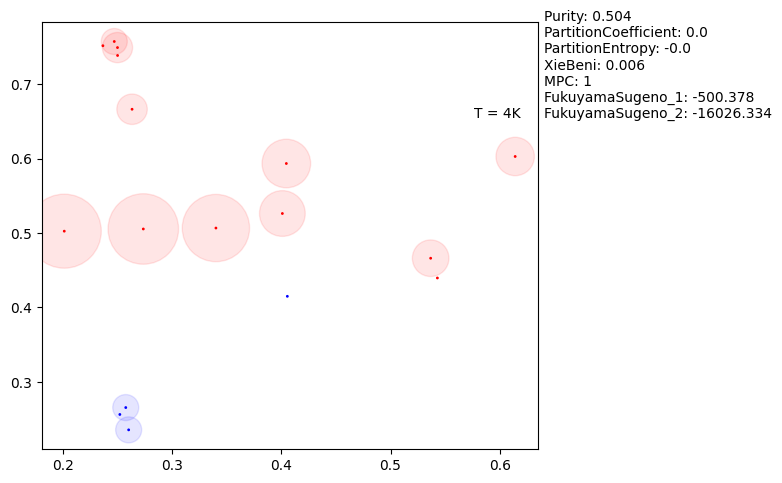 Purity: 0.504
PartitionCoefficient: 0.0
PartitionEntropy: -0.0
XieBeni: 0.006
MPC: 1
FukuyamaSugeno_1: -500.378
FukuyamaSugeno_2: -16026.334
T = 4K
0.7
0.6
0.5
0.4
0.3
0.2 0.3 0.4 0.5 0.6